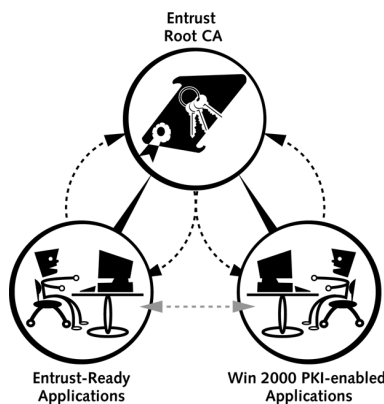 Entrust
Root CA
Entrust-Ready
Applications
Win 2000 PKI-enabled
Applications